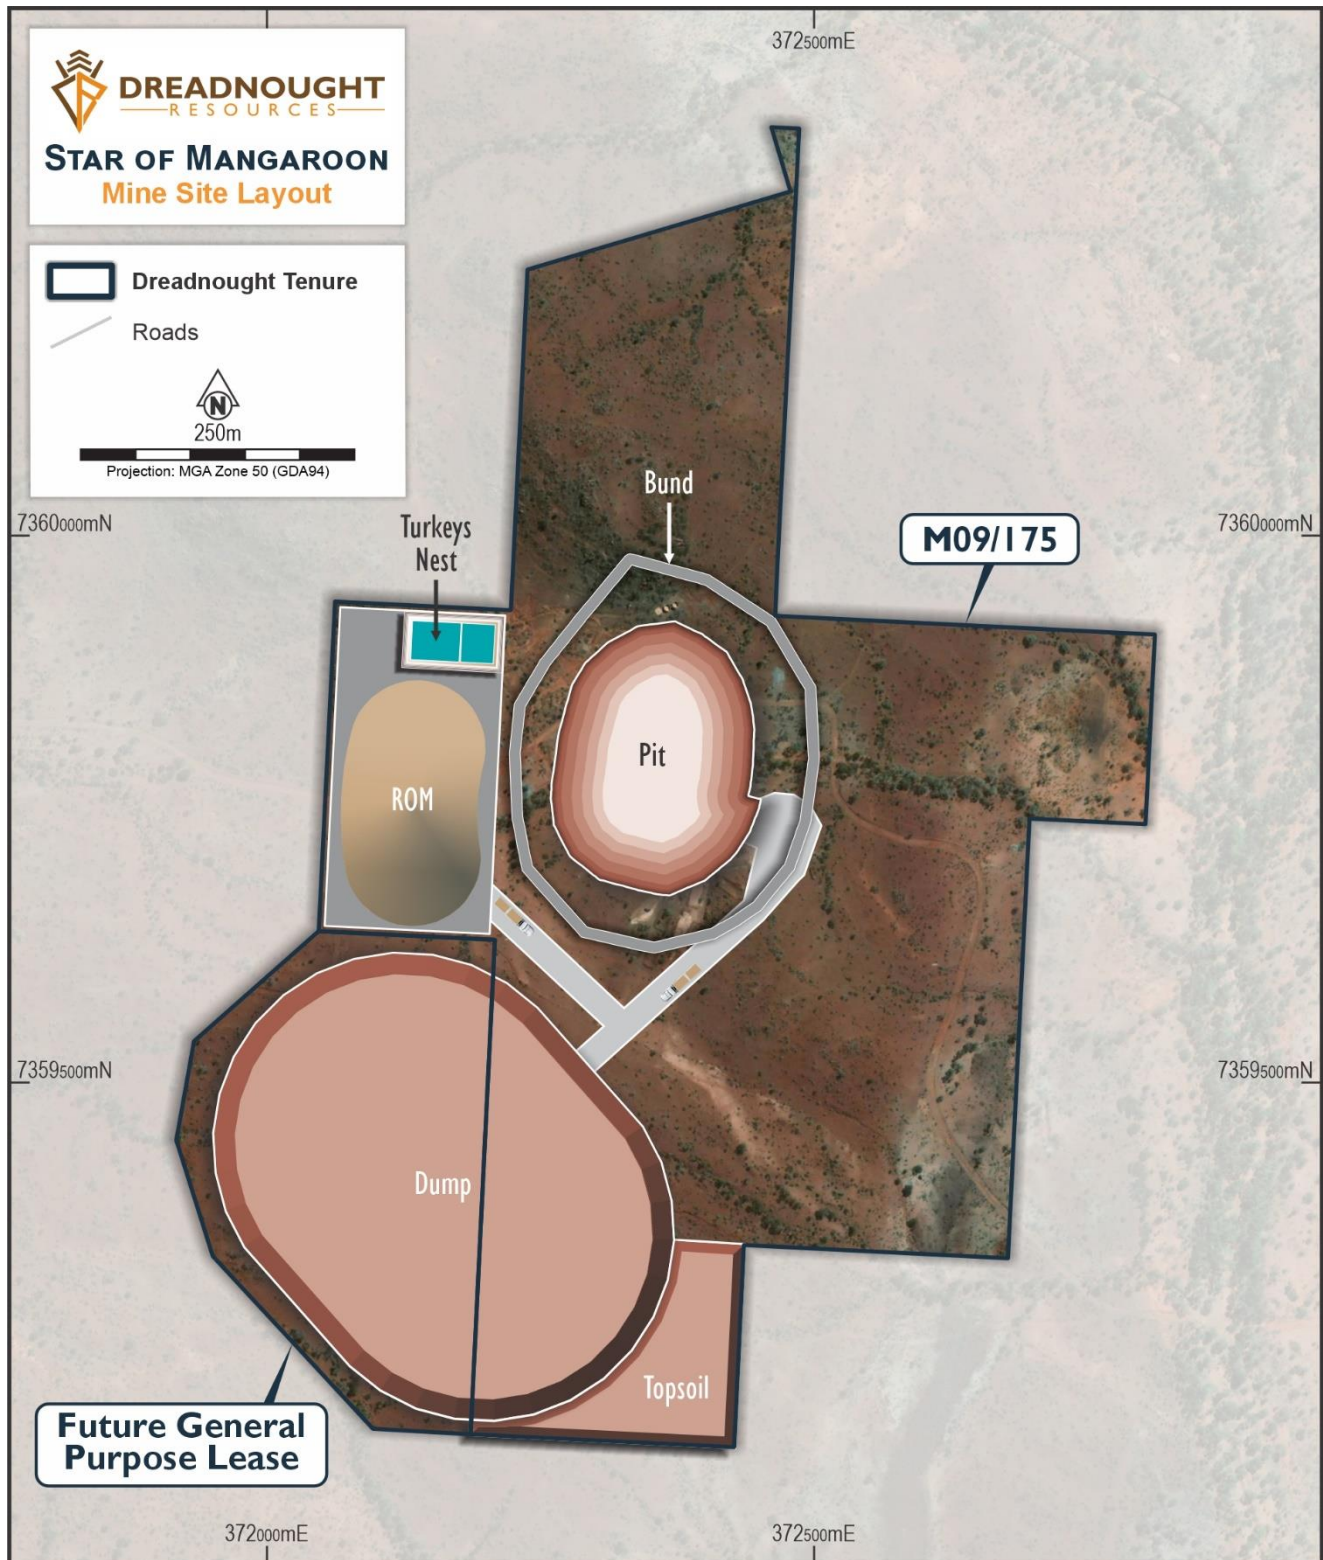 372500mE
DREADNOUGHT
RESOURCES
STAR OF MANGAROON
Mine Site Layout
Dreadnought Tenure
Roads
N
250m
Projection: MGA Zone 50 (GDA94)
Bund
7360000mN
Turkeys
Nest
M09/175
7360000mN
Pit
ROM
7359500mN
7359500mN
Dump
Topsoil
Future General
Purpose Lease
372000mE
372500mE